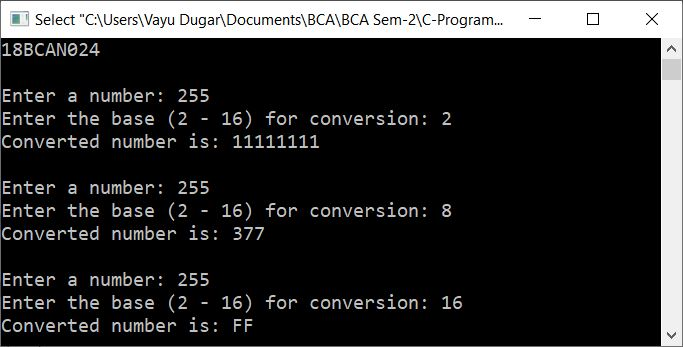 Select "C:\Users\Vayu Dugar\Documents\BCA\BCA Sem-2\C-Program...
18BCAN024
Enter a number: 255
Enter the base (2 - 16) for conversion: 2
Converted number is: 11111111
Enter a number: 255
Enter the base (2 - 16) for conversion: 8
Converted number is: 377
Enter a number: 255
Enter the base (2 - 16) for conversion: 16
Converted number is: FF